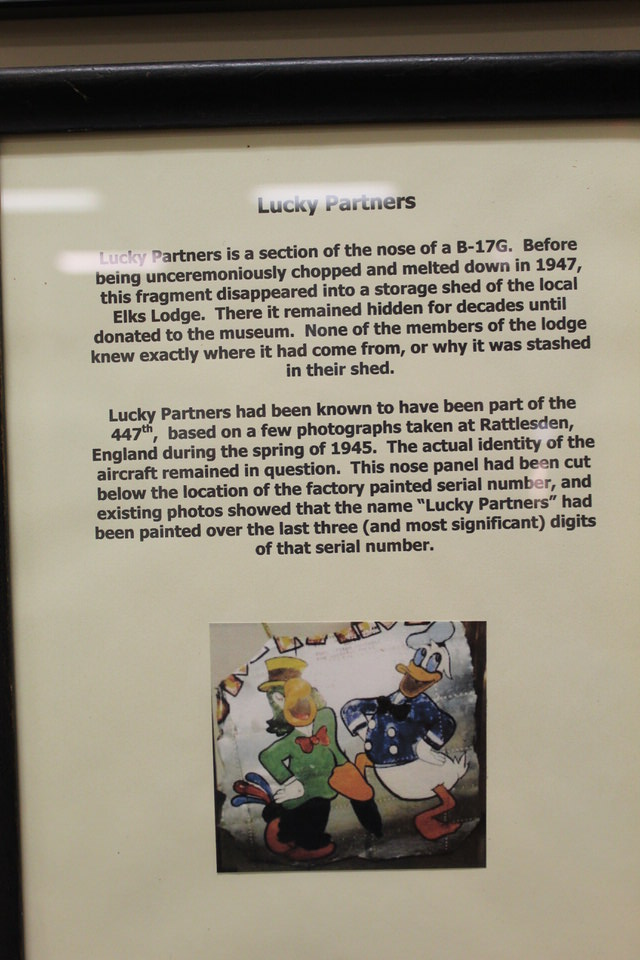 Lucky Partners
Lucky Partners is a section of the nose of a B-17G. Before
being unceremoniously chopped and melted down in 1947,
this fragment disappeared into a storage shed of the local
Elks Lodge. There it remained hidden for decades until
donated to the museum. None of the members of the lodge
knew exactly where it had come from, or why it was stashed
in their shed.
Lucky Partners had been known to have been part of the
447th, based on a few photographs taken at Rattlesden,
England during the spring of 1945. The actual identity of the
aircraft remained in question. This nose panel had been cut
below the location of the factory painted serial number, and
existing photos showed that the name "Lucky Partners" had
been painted over the last three (and most significant) digits
of that serial number.